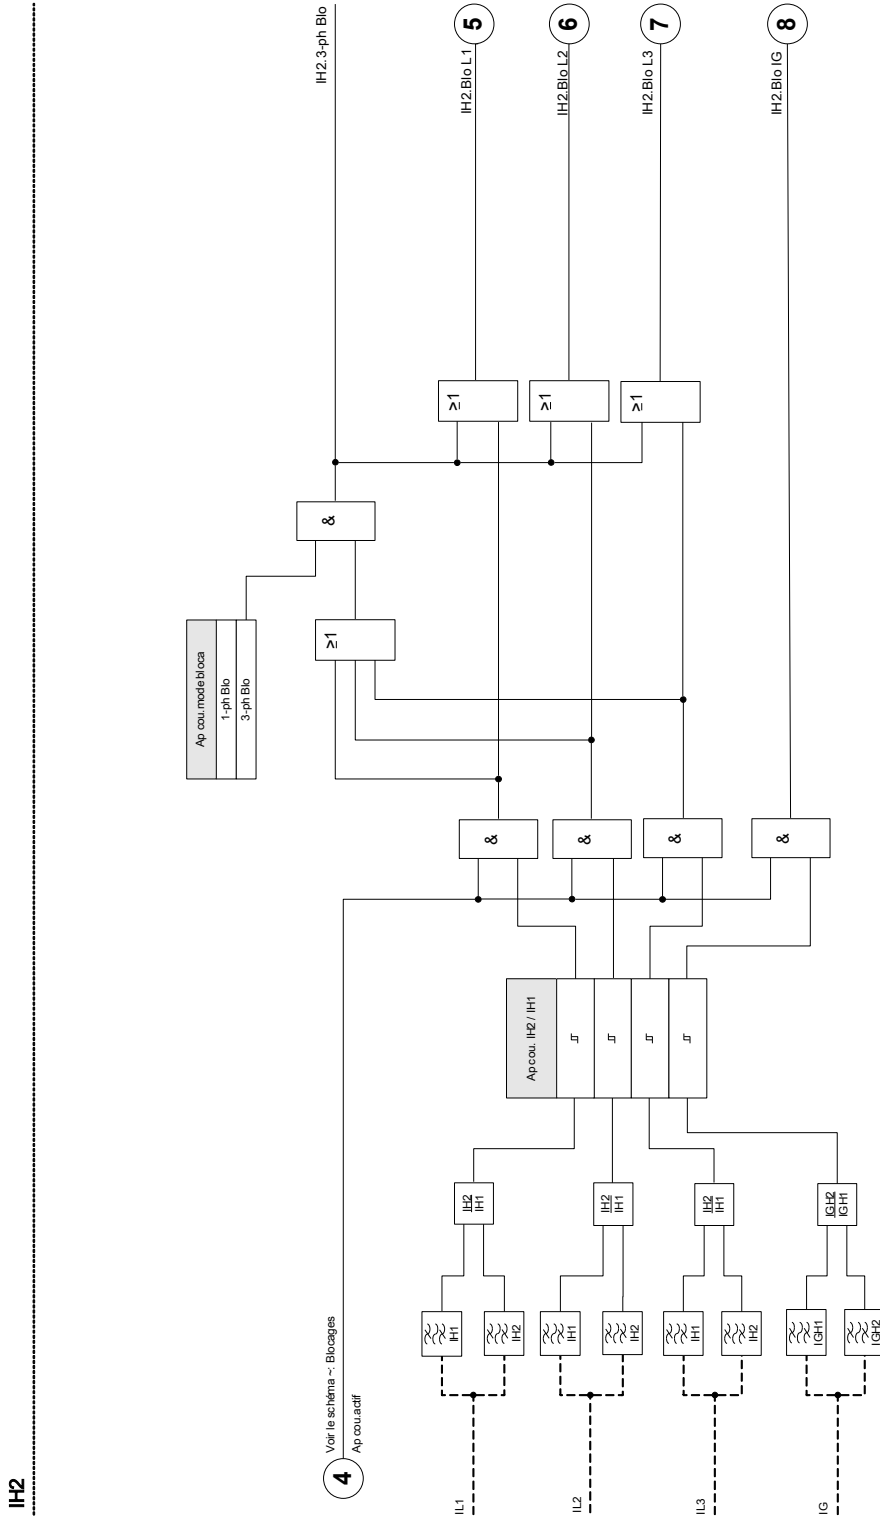 IH2
4
Voir le schéma ~: Blocages
Ap cou.actif
IL1
IL2
IL3
IG
IH1
IH2
IH1
IH2
IH1
IH2
IGH1
IGH2
IH2
IH1
IH2
IH1
IH2
IH1
IGH2
IGH1
Ap cou. IH2 / IH1
&
&
&
&
Ap cou.mode bloca
1-ph Blo
3-ph Blo
≥1
&
≥1
≥1
≥1
IH2.3-ph Blo
IH2.Blo L1
5
IH2.Blo L2
6
IH2.Blo L3
7
IH2.Blo IG
8